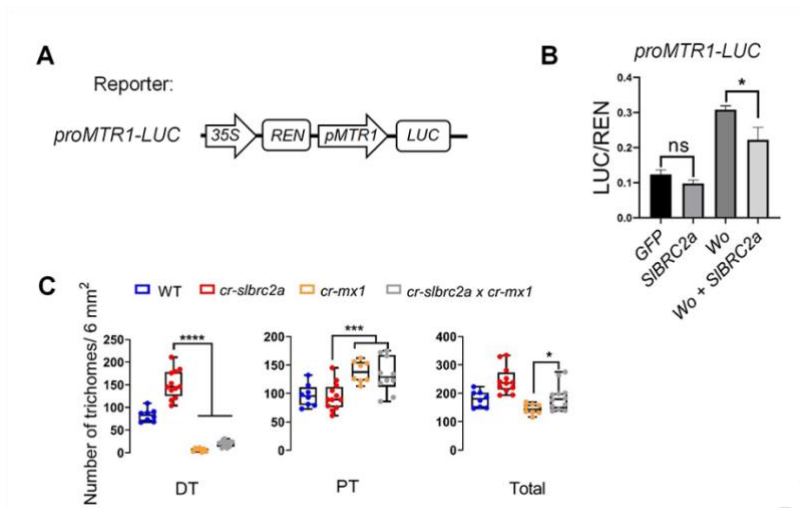 A
Reporter:
proMTR1-LUC
35S
REN
pMTR1
LUC
B
proMTR1-LUC
LUC/REN
0.4
0.3
0.2
0.1
0.0
ns
*
GFP
SlBRC2a
Wo
Wo + SlBRC2a
C
WT
cr-slbrc2a
cr-mx1
cr-slbrc2a x cr-mx1
Number of trichomes/ 6 mm²
250
200
150
100
50
0
****
DT
200
150
100
50
0
***
PT
400
300
200
100
0
*
Total